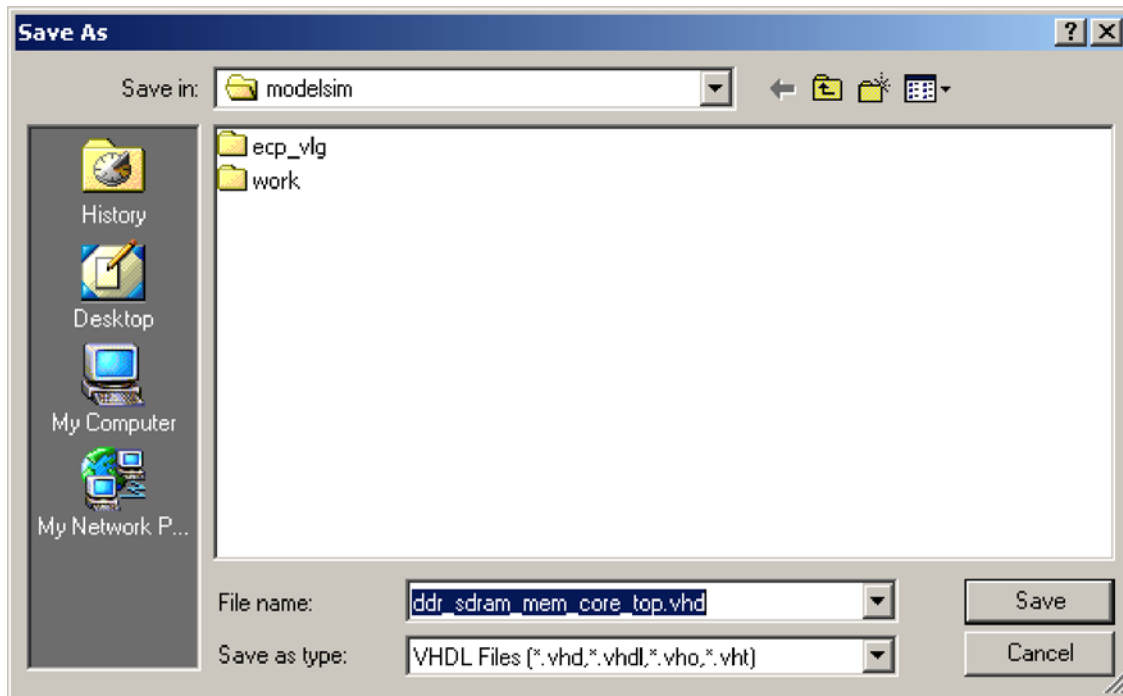 Save As
Save in: modelsim
ecp_vlg
work
History
Desktop
My Computer
My Network P...
File name: ddr_sdram_mem_core_top.vhd
Save
Save as type: VHDL Files (*.vhd,*.vhdl,*.vho,*.vht)
Cancel